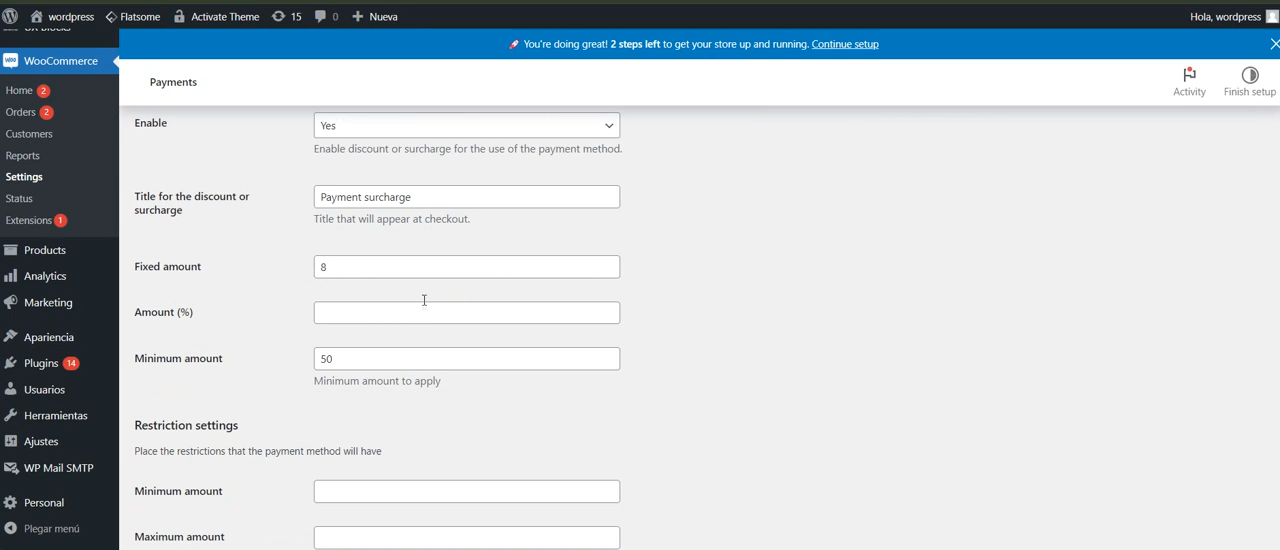 wordpress Flatsome Activate Theme 15 0 Nueva Hola, wordpress
UX Blocks
You're doing great! 2 steps left to get your store up and running. Continue setup
WooCommerce
Payments
Activity
Finish setup
Home 2
Orders 2
Customers
Reports
Settings
Status
Extensions 1
Products
Analytics
Marketing
Apariencia
Plugins 14
Usuarios
Herramientas
Ajustes
WP Mail SMTP
Personal
Plegar menú
Enable
Yes
Enable discount or surcharge for the use of the payment method.
Title for the discount or
surcharge
Payment surcharge
Title that will appear at checkout.
Fixed amount
8
Amount (%)
Minimum amount
50
Minimum amount to apply
Restriction settings
Place the restrictions that the payment method will have
Minimum amount
Maximum amount